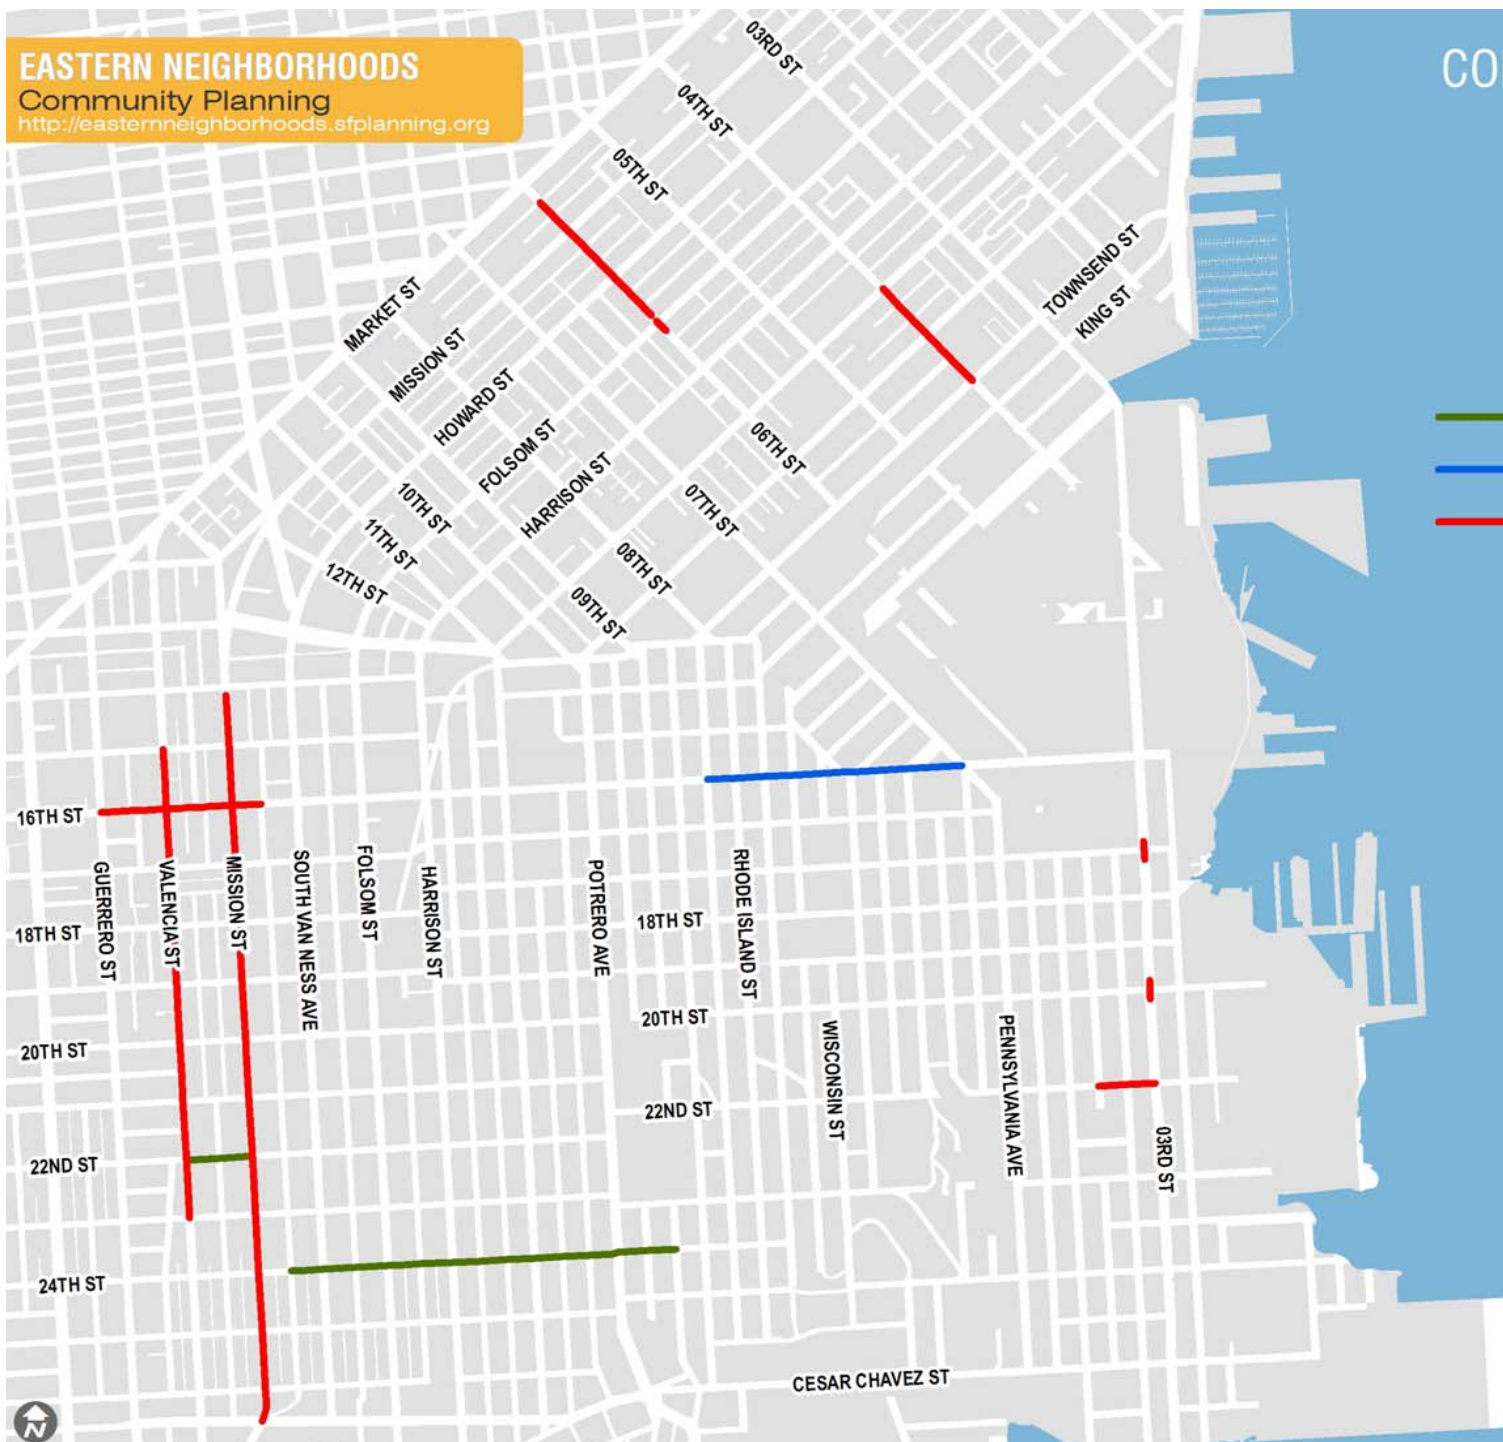 EASTERN NEIGHBORHOODS
Community Planning
http://easternneighborhoods.sfplanning.org
CO
03RD ST
04TH ST
05TH ST
TOWNSEND ST
KING ST
MARKET ST
MISSION ST
HOWARD ST
FOLSOM ST
HARRISON ST
06TH ST
07TH ST
08TH ST
09TH ST
10TH ST
11TH ST
12TH ST
16TH ST
GUERRERO ST
VALENCIA ST
MISSION ST
SOUTH VAN NESS AVE
FOLSOM ST
HARRISON ST
POTRERO AVE
RHODE ISLAND ST
18TH ST
18TH ST
20TH ST
20TH ST
WISCONSIN ST
PENNSYLVANIA AVE
22ND ST
22ND ST
03RD ST
24TH ST
CESAR CHAVEZ ST
N